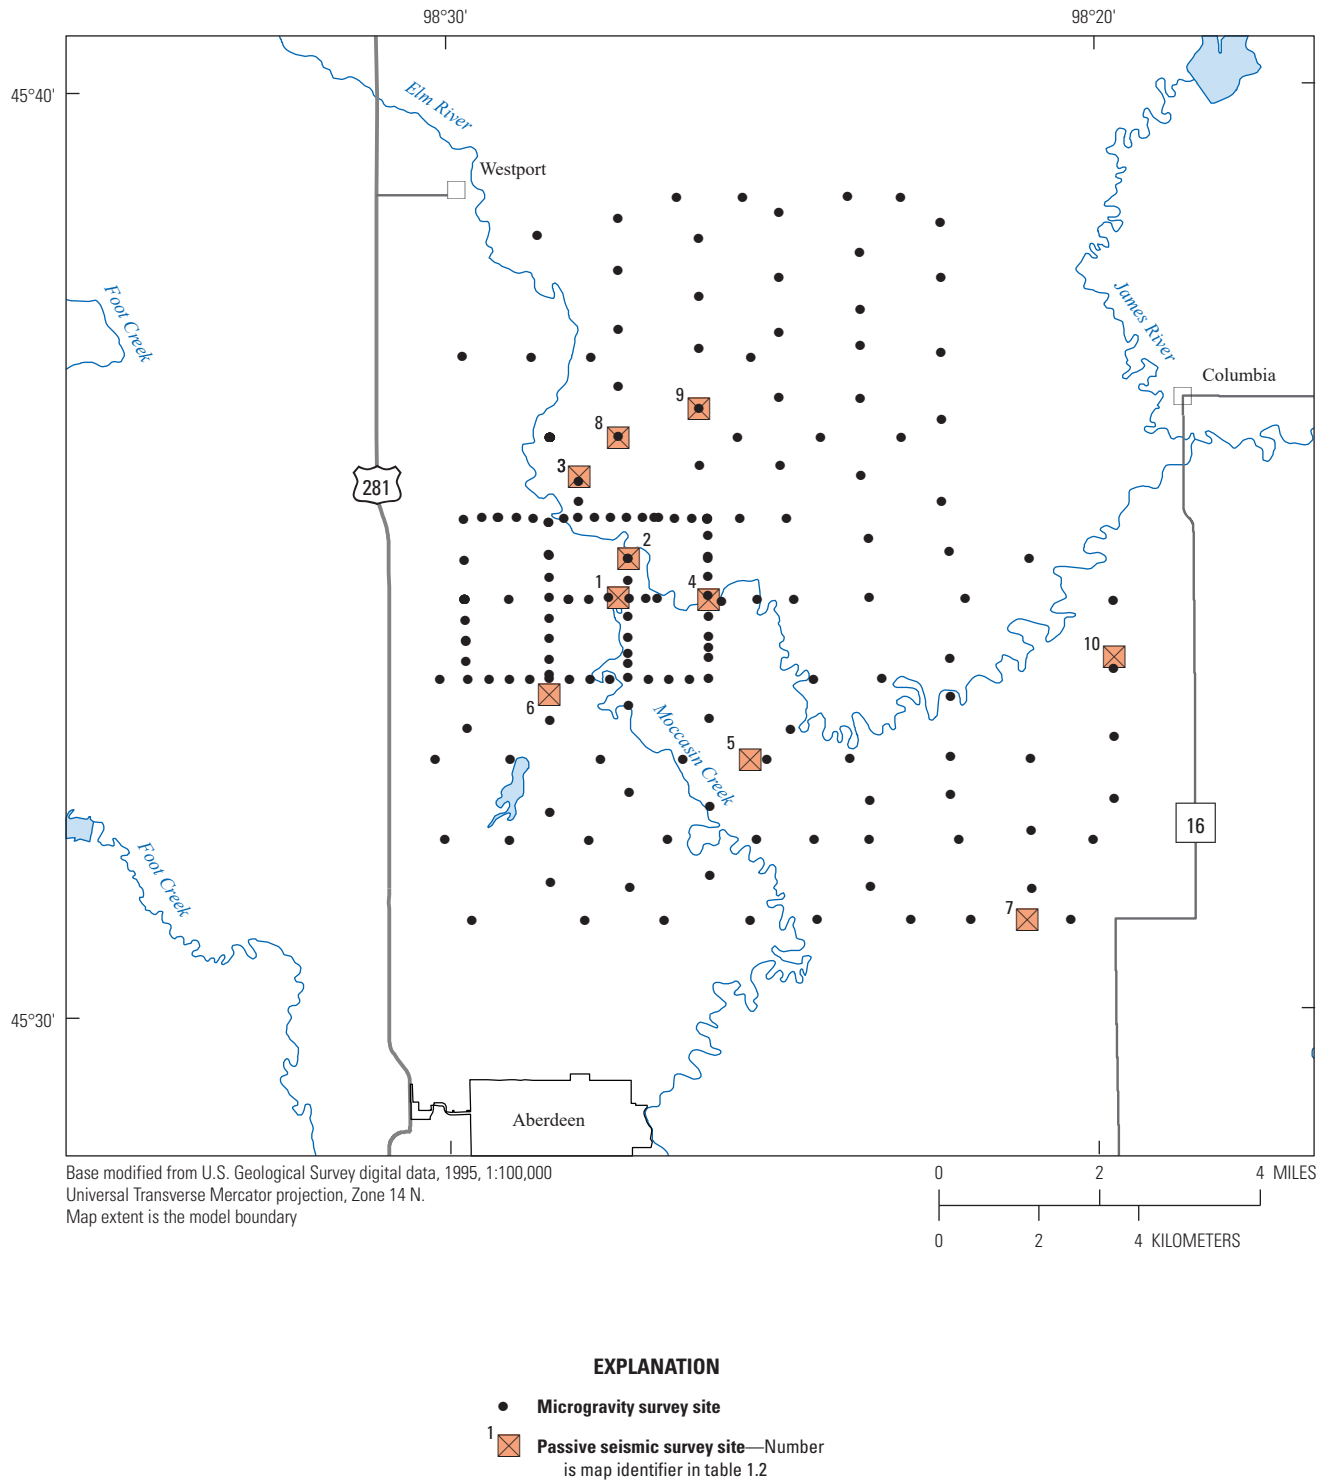 98°30'
98°20'
45°40'
Elm River
Westport
Foot Creek
James River
Columbia
9
8
3
281
2
1
4
10
6
Moccasin Creek
5
16
Foot Creek
7
45°30'
Aberdeen
Base modified from U.S. Geological Survey digital data, 1995, 1:100,000
Universal Transverse Mercator projection, Zone 14 N.
Map extent is the model boundary
0 2 4 MILES
0 2 4 KILOMETERS
EXPLANATION
Microgravity survey site
1 Passive seismic survey site—Number
is map identifier in table 1.2